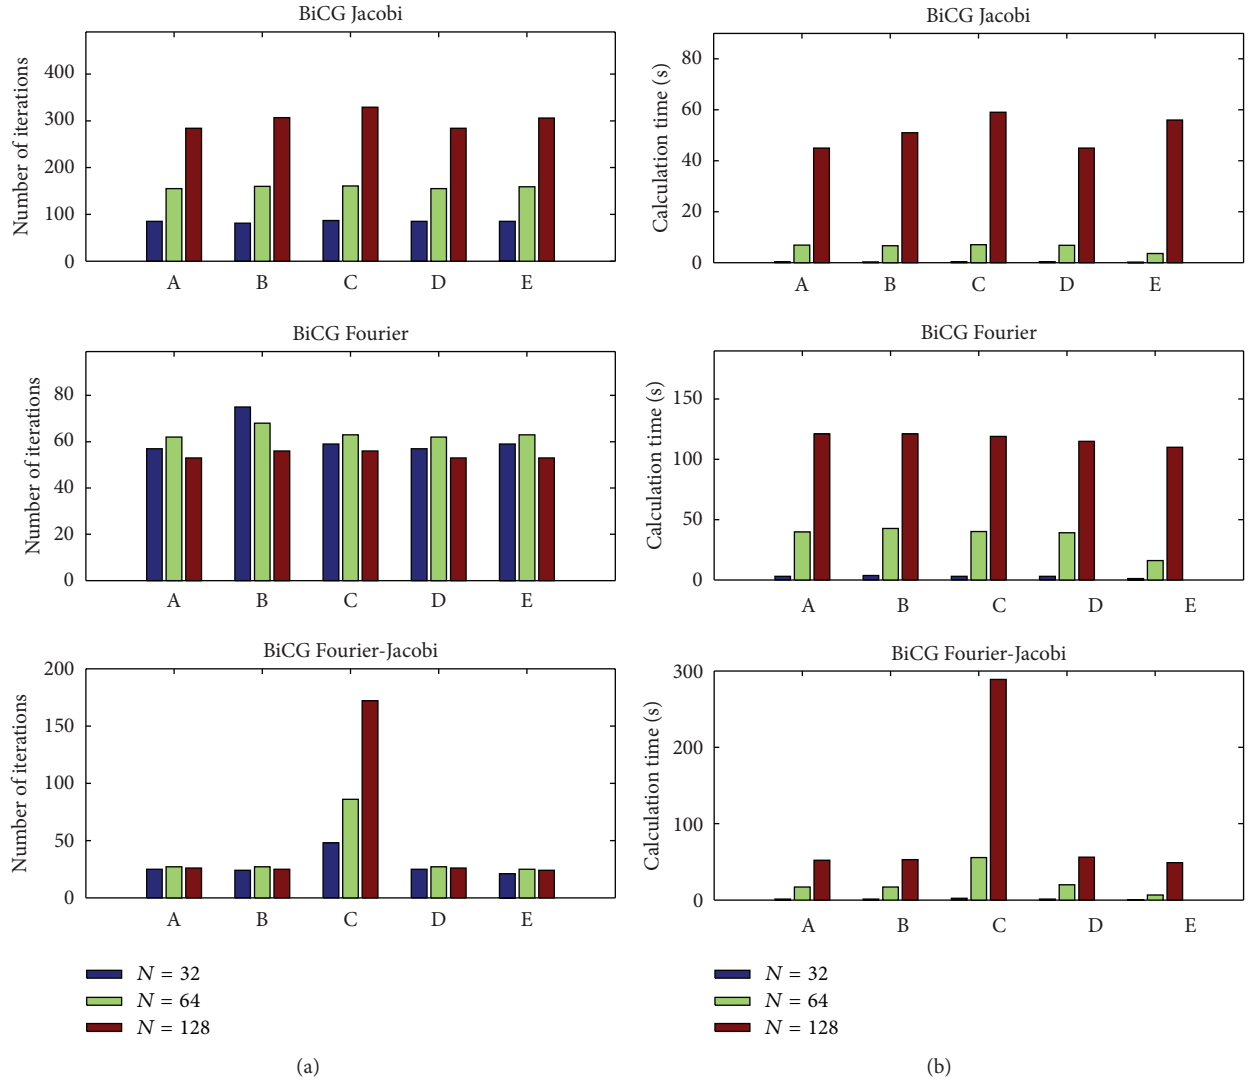 BiCG Jacobi
Number of iterations
400
300
200
100
0
A B C D E
BiCG Fourier
Number of iterations
80
60
40
20
0
A B C D E
BiCG Fourier-Jacobi
Number of iterations
200
150
100
50
0
A B C D E
N = 32
N = 64
N = 128
(a)
BiCG Jacobi
Calculation time (s)
80
60
40
20
0
A B C D E
BiCG Fourier
Calculation time (s)
150
100
50
0
A B C D E
BiCG Fourier-Jacobi
Calculation time (s)
300
200
100
0
A B C D E
N = 32
N = 64
N = 128
(b)